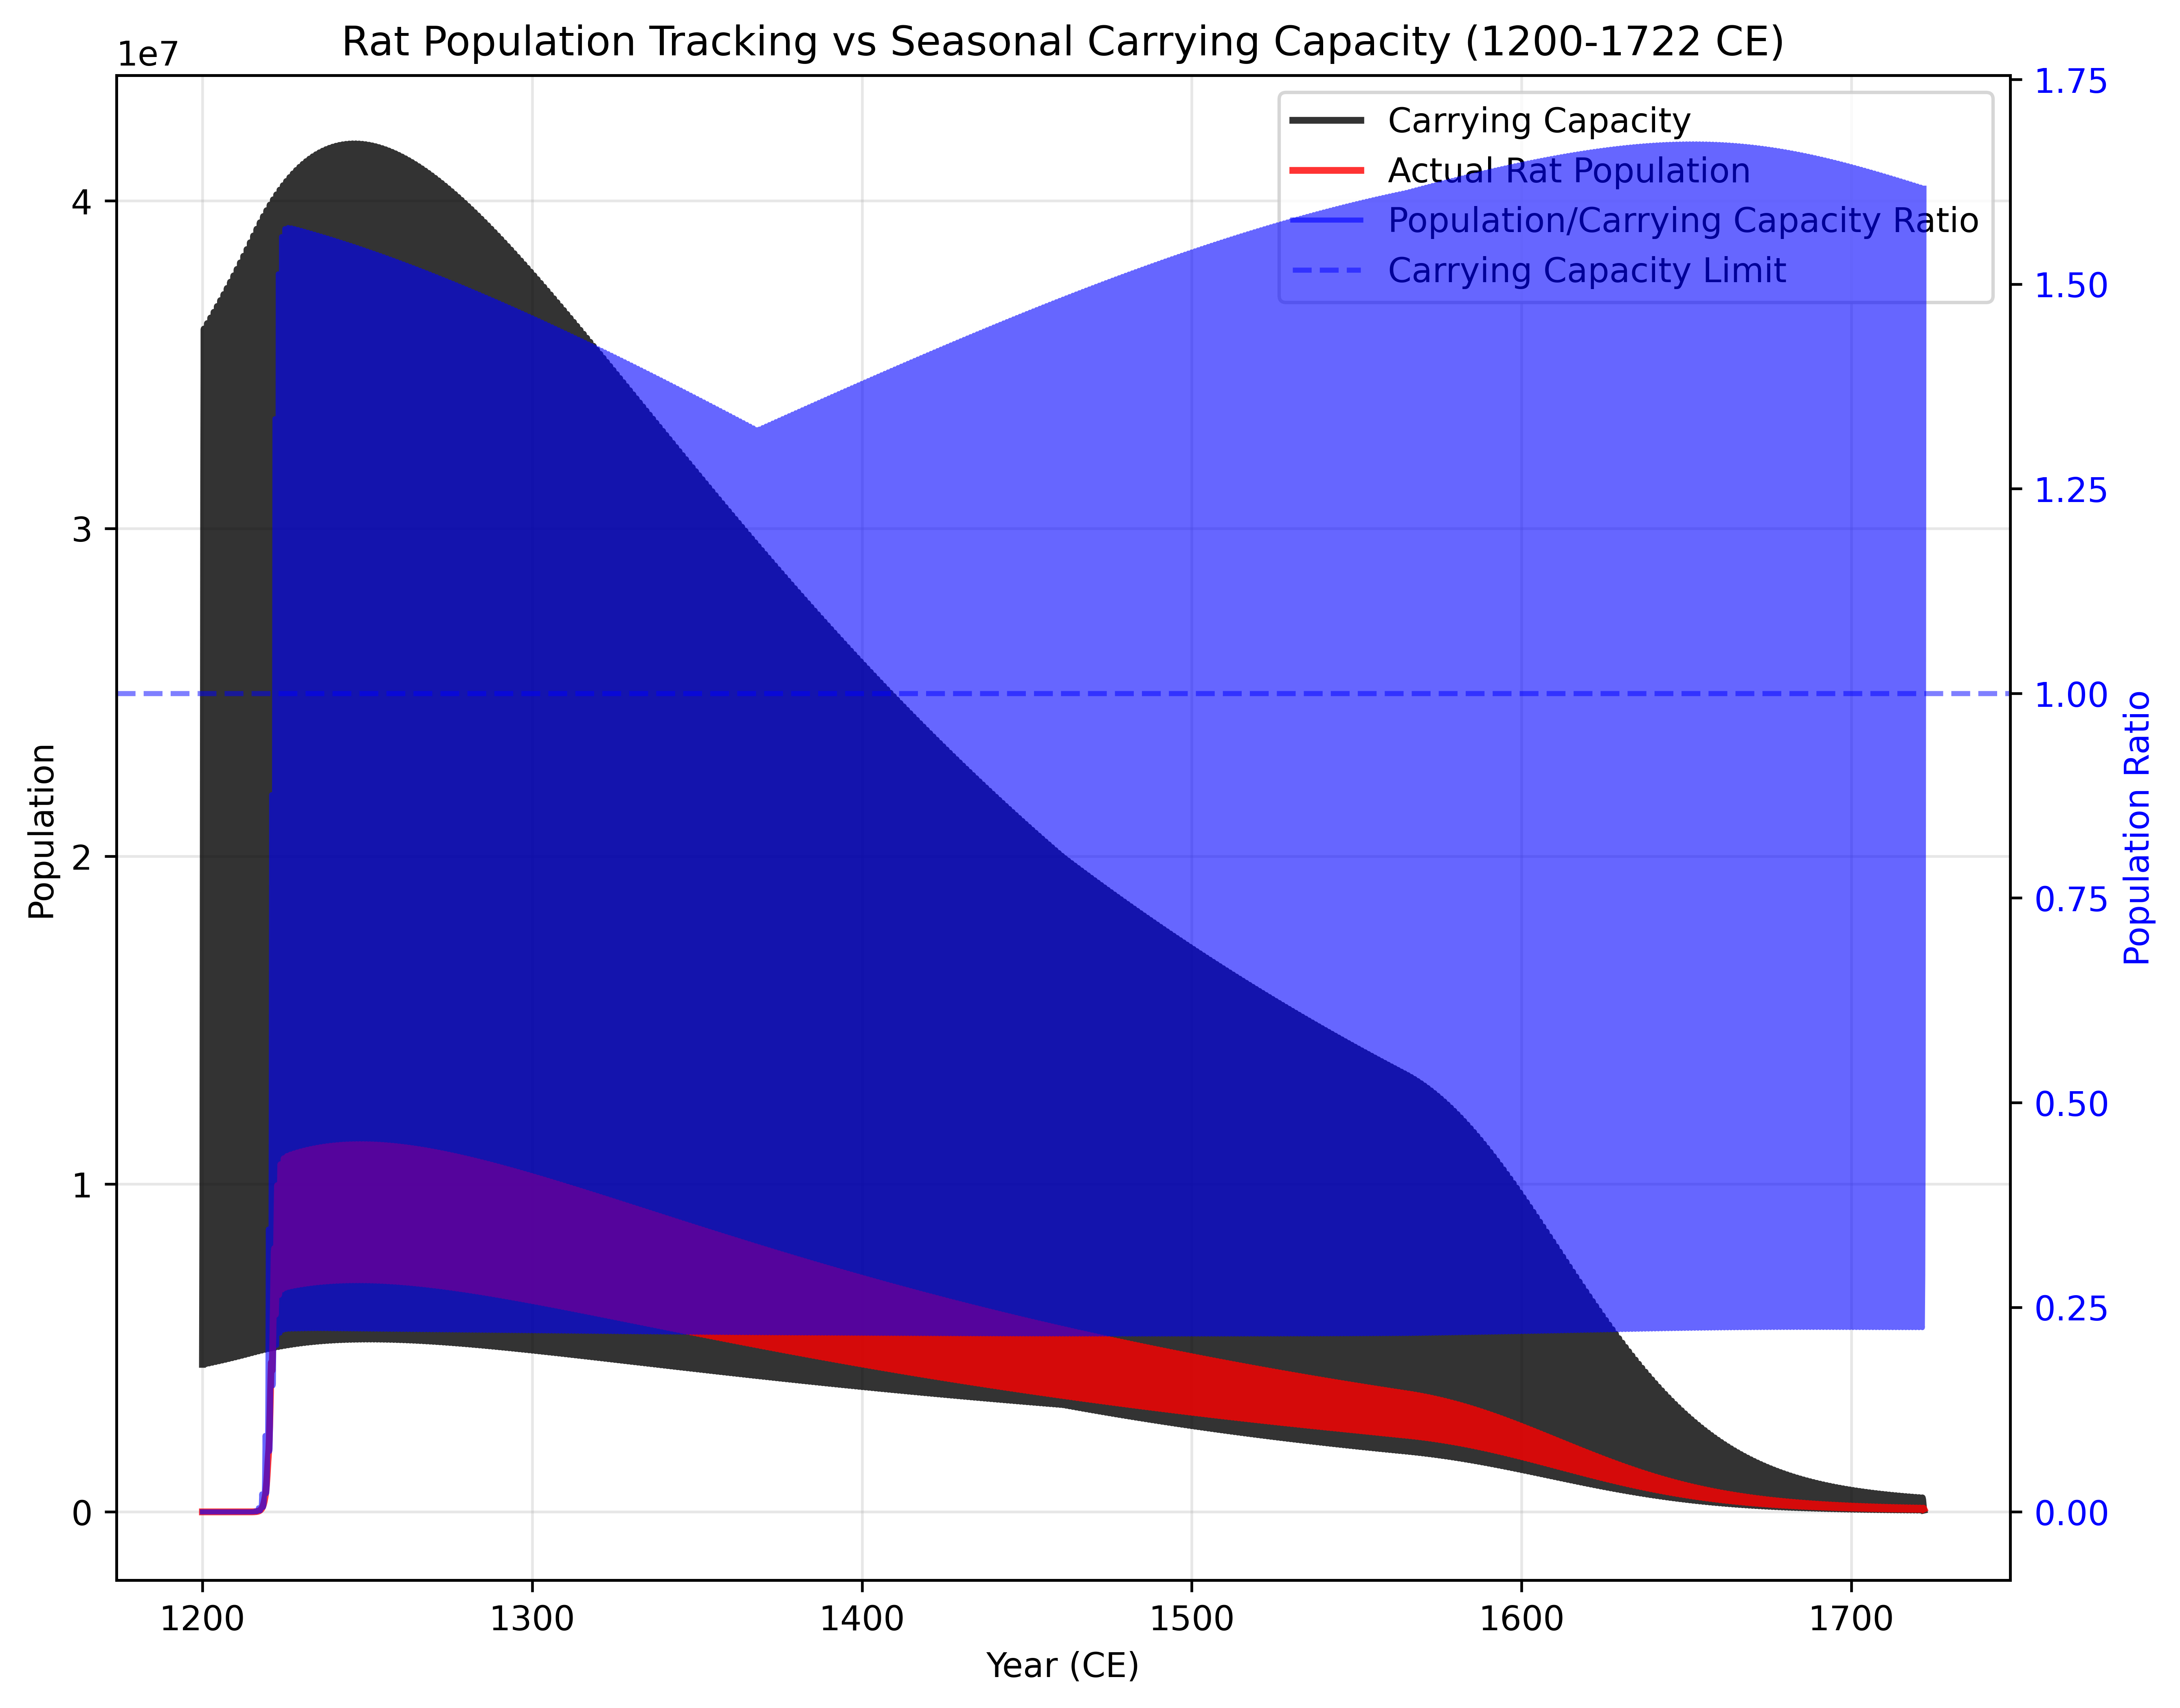 Rat Population Tracking vs Seasonal Carrying Capacity (1200-1722 CE)
1e7
Carrying Capacity
Actual Rat Population
Population/Carrying Capacity Ratio
Carrying Capacity Limit
4
3
2
1
0
Population
1.75
1.50
1.25
1.00
0.75
0.50
0.25
0.00
Population Ratio
1200 1300 1400 1500 1600 1700
Year (CE)